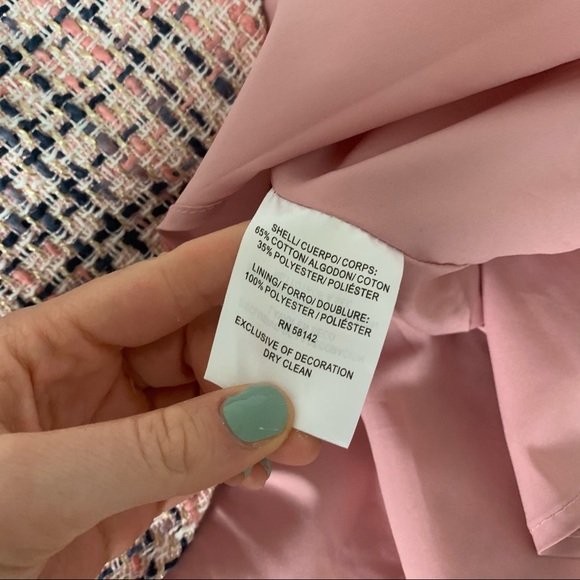 SHELL/ CUERPO/ CORPS:
65% COTTON/ALGODON/ COTON
35% POLYESTER/ POLIÉSTER
LINING/ FORRO/ DOUBLURE:
100% POLYESTER/ POLIÉSTER
RN 58142
EXCLUSIVE OF DECORATION
DRY CLEAN